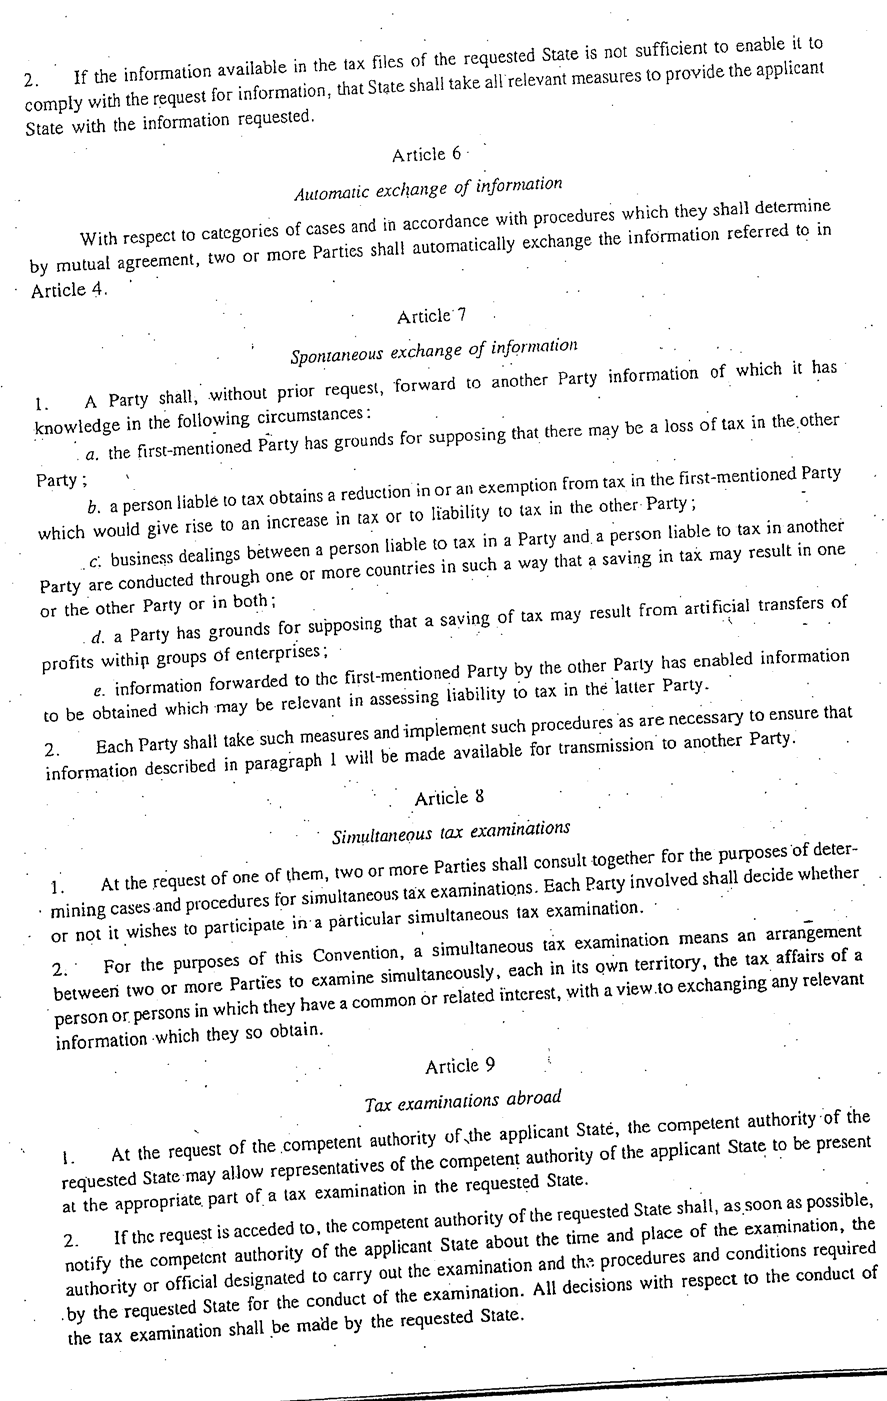 2. If the information available in the tax files of the requested State is not sufficient to enable it to
comply with the request for information, that State shall take all relevant measures to provide the applicant
State with the information requested.
Article 6
Automatic exchange of information
With respect to categories of cases and in accordance with procedures which they shall determine
by mutual agreement, two or more Parties shall automatically exchange the information referred to in
Article 4.
Article 7
Spontaneous exchange of information
1. A Party shall, without prior request, forward to another Party information of which it has
knowledge in the following circumstances:
a. the first-mentioned Party has grounds for supposing that there may be a loss of tax in the other
Party;
b. a person liable to tax obtains a reduction in or an exemption from tax in the first-mentioned Party
which would give rise to an increase in tax or to liability to tax in the other Party;
c. business dealings between a person liable to tax in a Party and a person liable to tax in another
Party are conducted through one or more countries in such a way that a saving in tax may result in one
or the other Party or in both;
d. a Party has grounds for supposing that a saving of tax may result from artificial transfers of
profits within groups of enterprises;
e. information forwarded to the first-mentioned Party by the other Party has enabled information
to be obtained which may be relevant in assessing liability to tax in the latter Party.
2. Each Party shall take such measures and implement such procedures as are necessary to ensure that
information described in paragraph 1 will be made available for transmission to another Party.
Article 8
Simultaneous tax examinations
1. At the request of one of them, two or more Parties shall consult together for the purposes of deter-
mining cases and procedures for simultaneous tax examinations. Each Party involved shall decide whether
or not it wishes to participate in a particular simultaneous tax examination.
2. For the purposes of this Convention, a simultaneous tax examination means an arrangement
between two or more Parties to examine simultaneously, each in its own territory, the tax affairs of a
person or persons in which they have a common or related interest, with a view to exchanging any relevant
information which they so obtain.
Article 9
Tax examinations abroad
1. At the request of the competent authority of the applicant State, the competent authority of the
requested State may allow representatives of the competent authority of the applicant State to be present
at the appropriate part of a tax examination in the requested State.
2. If the request is acceded to, the competent authority of the requested State shall, as soon as possible,
notify the competent authority of the applicant State about the time and place of the examination, the
authority or official designated to carry out the examination and the procedures and conditions required
by the requested State for the conduct of the examination. All decisions with respect to the conduct of
the tax examination shall be made by the requested State.